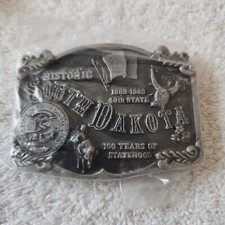 HISTORIC
1889-1989
40TH STATE
SOUTH DAKOTA
100 YEARS OF
STATEHOOD